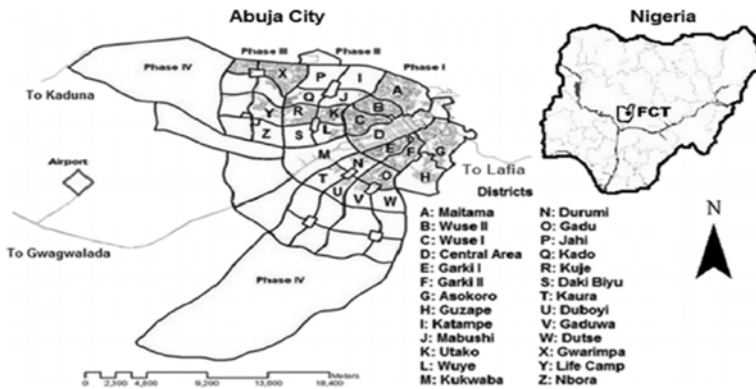 Abuja City
Nigeria
Phase III
Phase II
Phase I
Phase IV
X
P
I
A
To Kaduna
Q
J
B
Y
R
K
C
FCT
Z
S
L
D
Airport
M
E
F
G
To Lafia
N
H
T
O
U
V
W
To Gwagwalada
Phase IV
Districts
A: Maitama
B: Wuse II
C: Wuse I
D: Central Area
E: Garki I
F: Garki II
G: Asokoro
H: Guzape
I: Katampe
J: Mabushi
K: Utako
L: Wuye
M: Kukwaba
N: Durumi
O: Gadu
P: Jahi
Q: Kado
R: Kuje
S: Daki Biyu
T: Kaura
U: Duboyi
V: Gaduwa
W: Dutse
X: Gwarimpa
Y: Life Camp
Z: Nbora
N
Meters
0 2,300 4,600 9,200 13,800 18,400